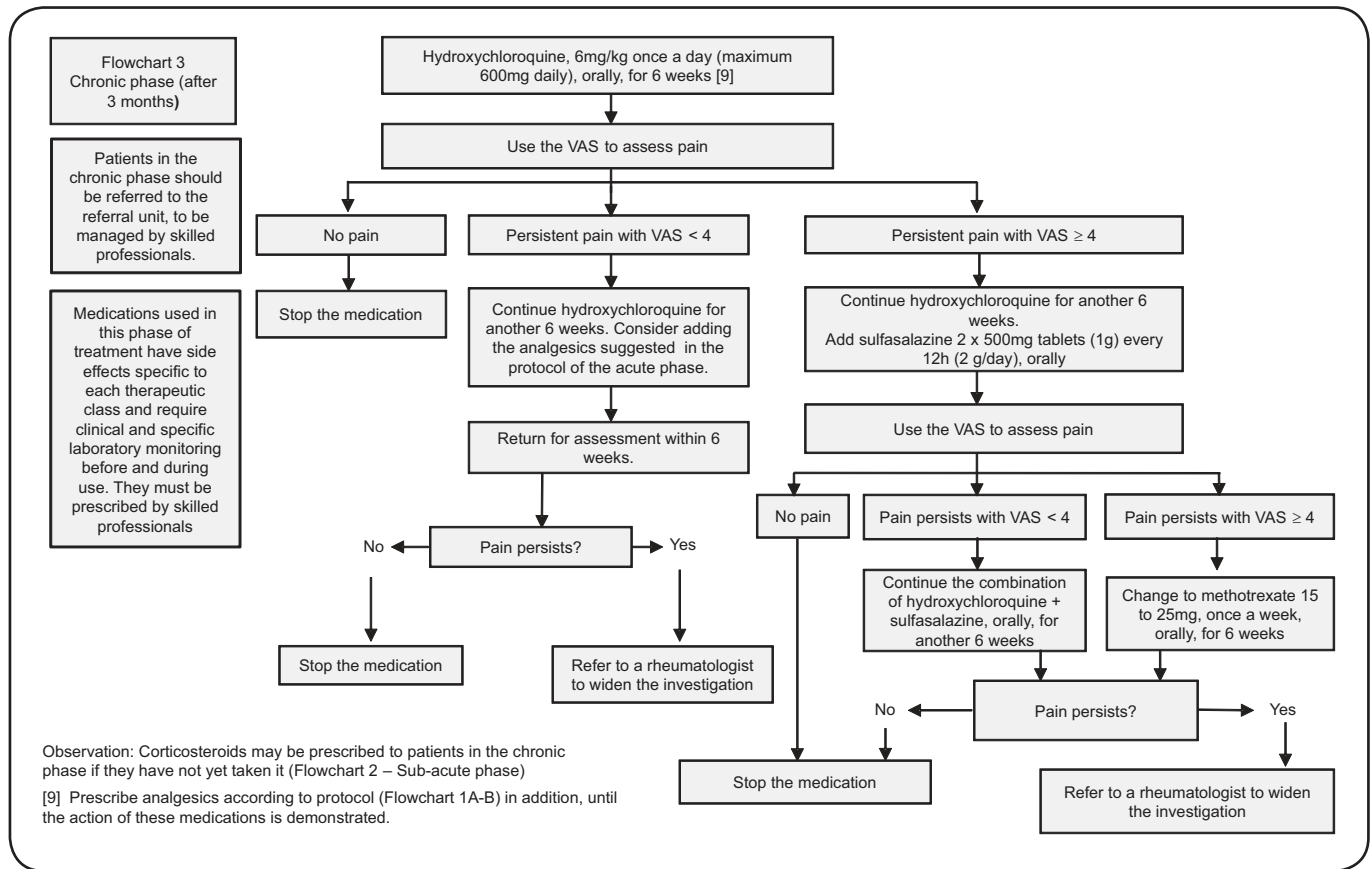 Flowchart 3
Chronic phase (after
3 months)
Patients in the
chronic phase should
be referred to the
referral unit, to be
managed by skilled
professionals.
Medications used in
this phase of
treatment have side
effects specific to
each therapeutic
class and require
clinical and specific
laboratory monitoring
before and during
use. They must be
prescribed by skilled
professionals
Hydroxychloroquine, 6mg/kg once a day (maximum
600mg daily), orally, for 6 weeks [9]
Use the VAS to assess pain
No pain
Stop the medication
Persistent pain with VAS < 4
Continue hydroxychloroquine for
another 6 weeks. Consider adding
the analgesics suggested in the
protocol of the acute phase.
Return for assessment within 6
weeks.
Pain persists?
No
Yes
Stop the medication
Refer to a rheumatologist
to widen the investigation
Persistent pain with VAS ≥ 4
Continue hydroxychloroquine for another 6
weeks.
Add sulfasalazine 2 x 500mg tablets (1g) every
12h (2 g/day), orally
Use the VAS to assess pain
No pain
Pain persists with VAS < 4
Pain persists with VAS ≥ 4
Continue the combination
of hydroxychloroquine +
sulfasalazine, orally, for
another 6 weeks
Change to methotrexate 15
to 25mg, once a week,
orally, for 6 weeks
Pain persists?
No
Yes
Stop the medication
Refer to a rheumatologist to widen
the investigation
Observation: Corticosteroids may be prescribed to patients in the chronic
phase if they have not yet taken it (Flowchart 2 – Sub-acute phase)
[9] Prescribe analgesics according to protocol (Flowchart 1A-B) in addition, until
the action of these medications is demonstrated.